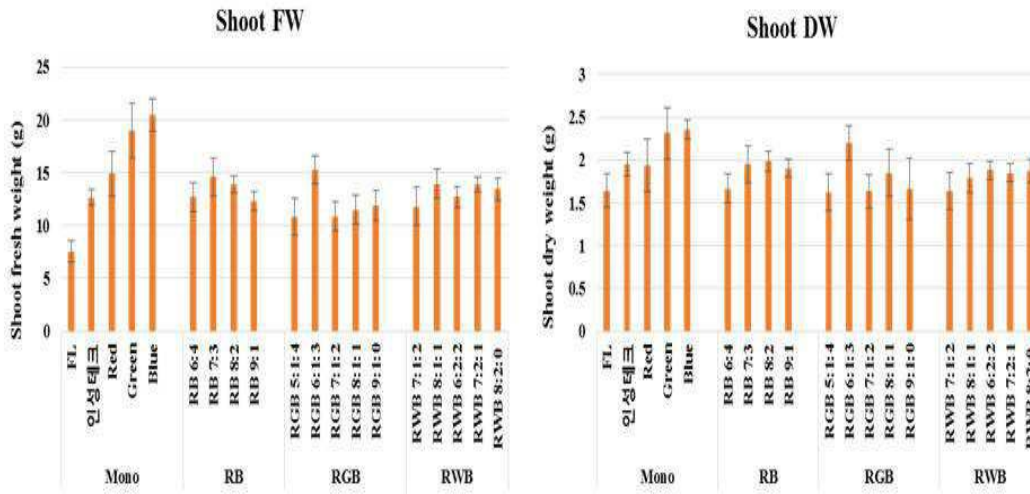 Shoot FW
Shoot fresh weight (g)
25
20
15
10
5
0
FL
인성테크
Red
Green
Blue
RB 6:4
RB 7:3
RB 8:2
RB 9:1
RGB 5:1:4
RGB 6:1:3
RGB 7:1:2
RGB 8:1:1
RGB 9:1:0
RWB 7:1:2
RWB 8:1:1
RWB 6:2:2
RWB 7:2:1
RWB 8:2:0
Mono
RB
RGB
RWB
Shoot DW
Shoot dry weight (g)
3
2.5
2
1.5
1
0.5
0
FL
인성테크
Red
Green
Blue
RB 6:4
RB 7:3
RB 8:2
RB 9:1
RGB 5:1:4
RGB 6:1:3
RGB 7:1:2
RGB 8:1:1
RGB 9:1:0
RWB 7:1:2
RWB 8:1:1
RWB 6:2:2
RWB 7:2:1
RWB 8:2:0
Mono
RB
RGB
RWB